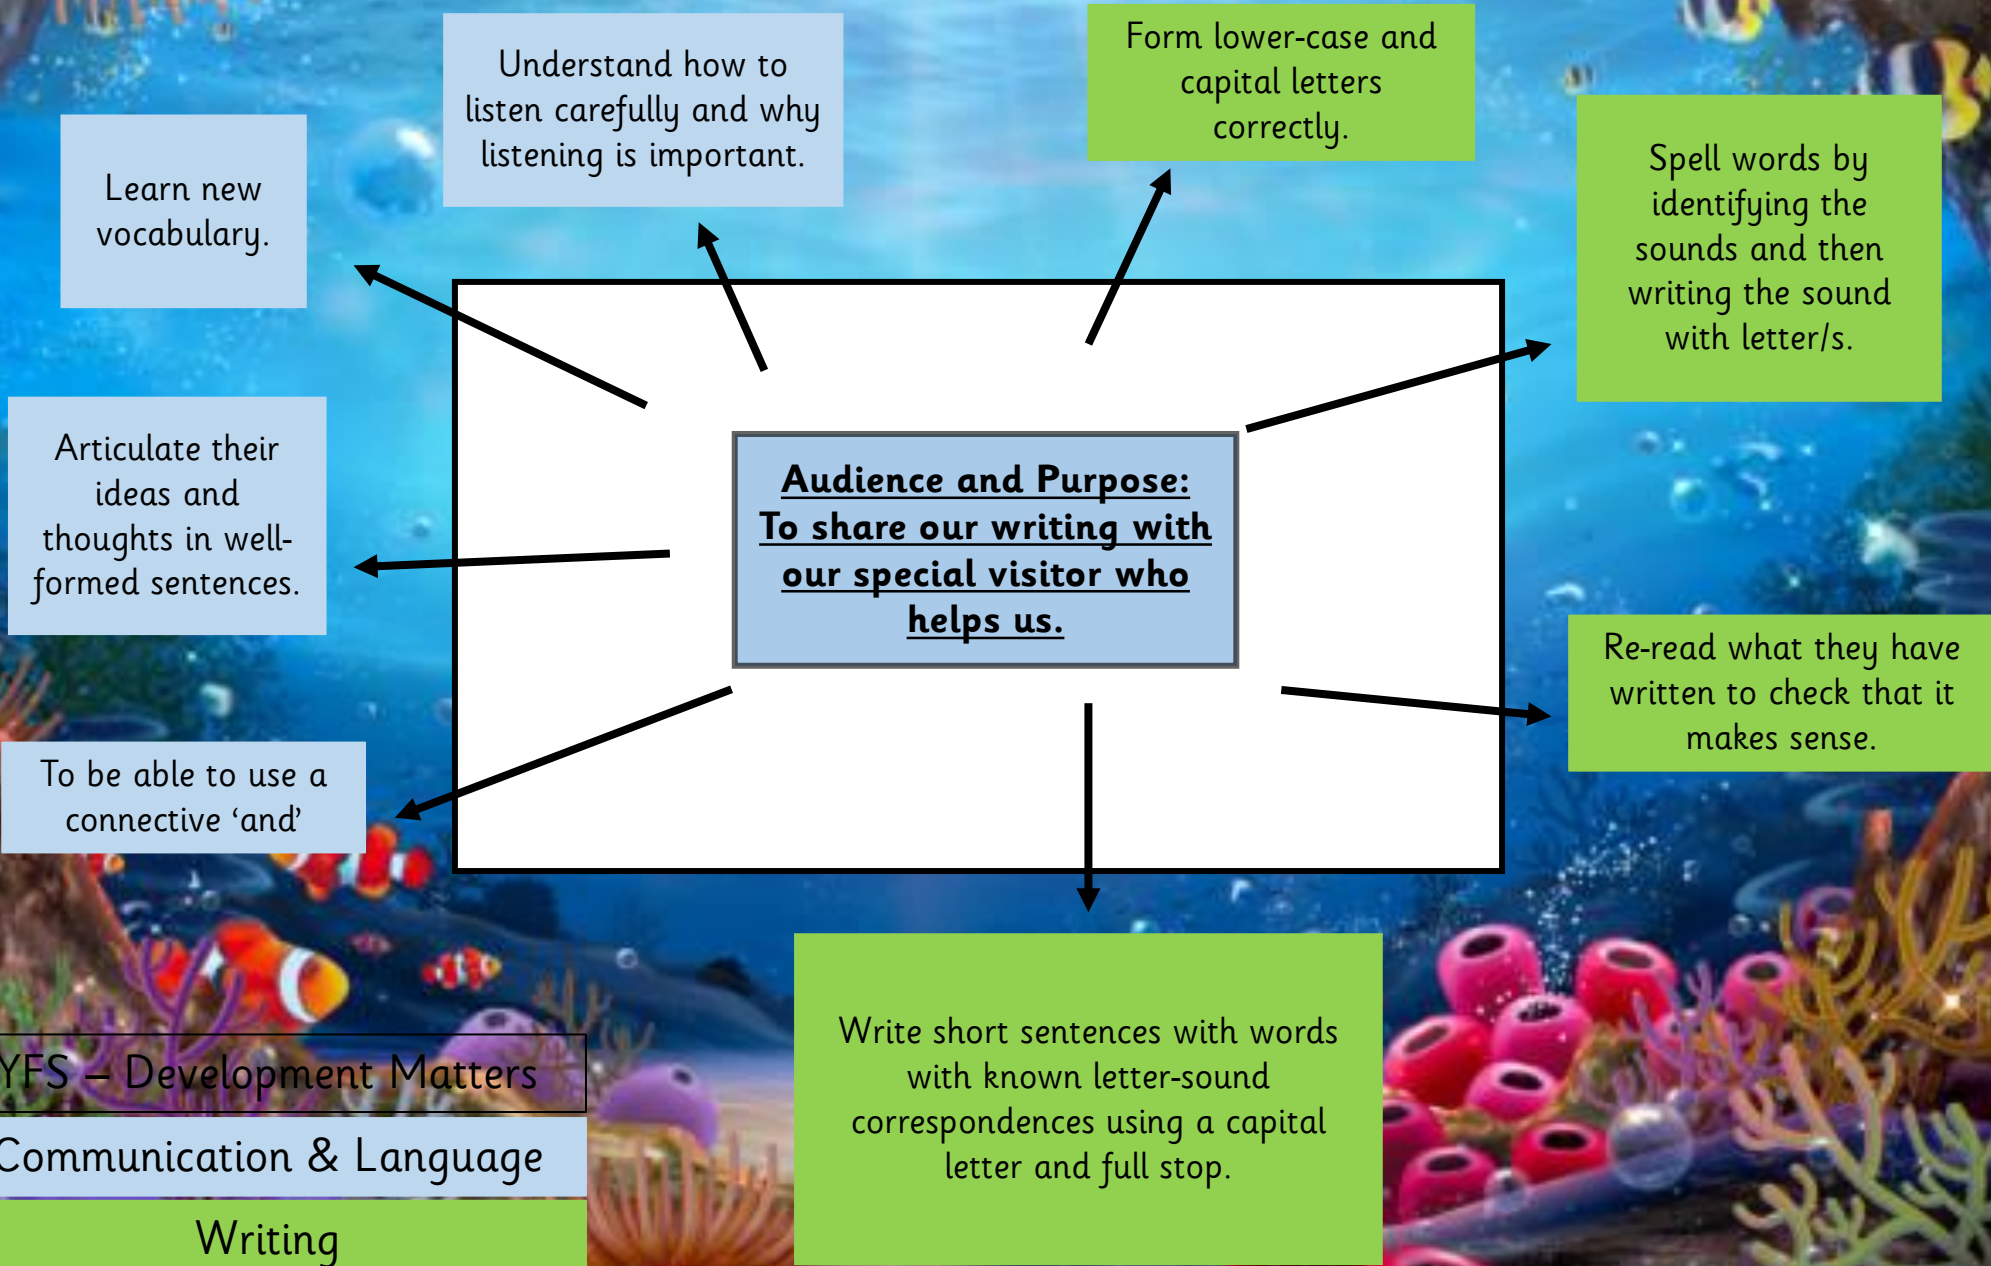 Understand how to
listen carefully and why
listening is important.
Form lower-case and
capital letters
correctly.
Learn new
vocabulary.
Spell words by
identifying the
sounds and then
writing the sound
with letter/s.
Articulate their
ideas and
thoughts in well-
formed sentences.
Audience and Purpose:
To share our writing with
our special visitor who
helps us.
Re-read what they have
written to check that it
makes sense.
To be able to use a
connective ‘and’
Write short sentences with words
with known letter-sound
correspondences using a capital
letter and full stop.
YFS – Development Matters
Communication & Language
Writing